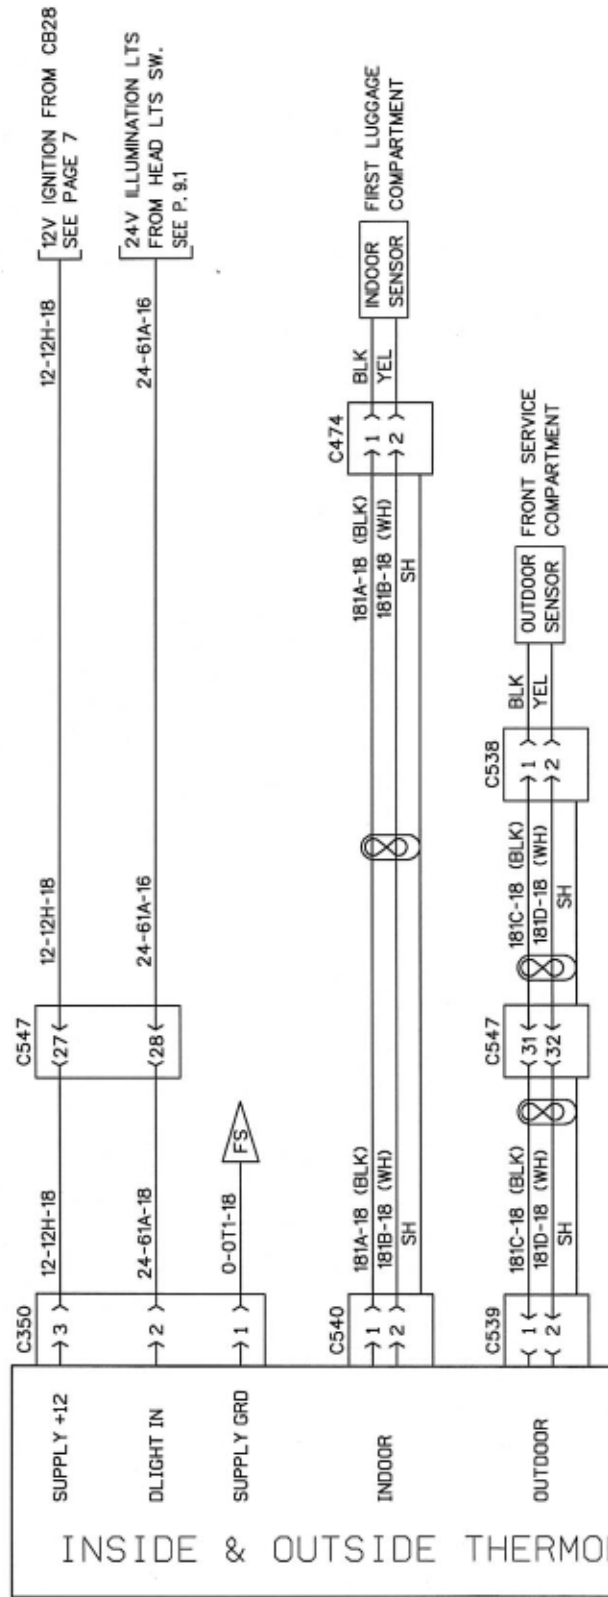 12V IGNITION FROM CB28
SEE PAGE 7
24V ILLUMINATION LTS
FROM HEAD LTS SW.
SEE P. 9.1
12-12H-18
24-61A-16
FIRST LUGGAGE
COMPARTMENT
INDOOR
SENSOR
BLK
YEL
C474
1
2
181A-18 (BLK)
181B-18 (WH)
SH
FRONT SERVICE
COMPARTMENT
OUTDOOR
SENSOR
BLK
YEL
C538
1
2
181C-18 (BLK)
181D-18 (WH)
SH
12-12H-18
24-61A-16
C547
27
28
C547
31
32
12-12H-18
24-61A-18
0-0T1-18
FS
181A-18 (BLK)
181B-18 (WH)
SH
181C-18 (BLK)
181D-18 (WH)
SH
C350
3
2
1
C540
1
2
C539
1
2
SUPPLY +12
DLIGHT IN
SUPPLY GRD
INDOOR
OUTDOOR
INSIDE & OUTSIDE